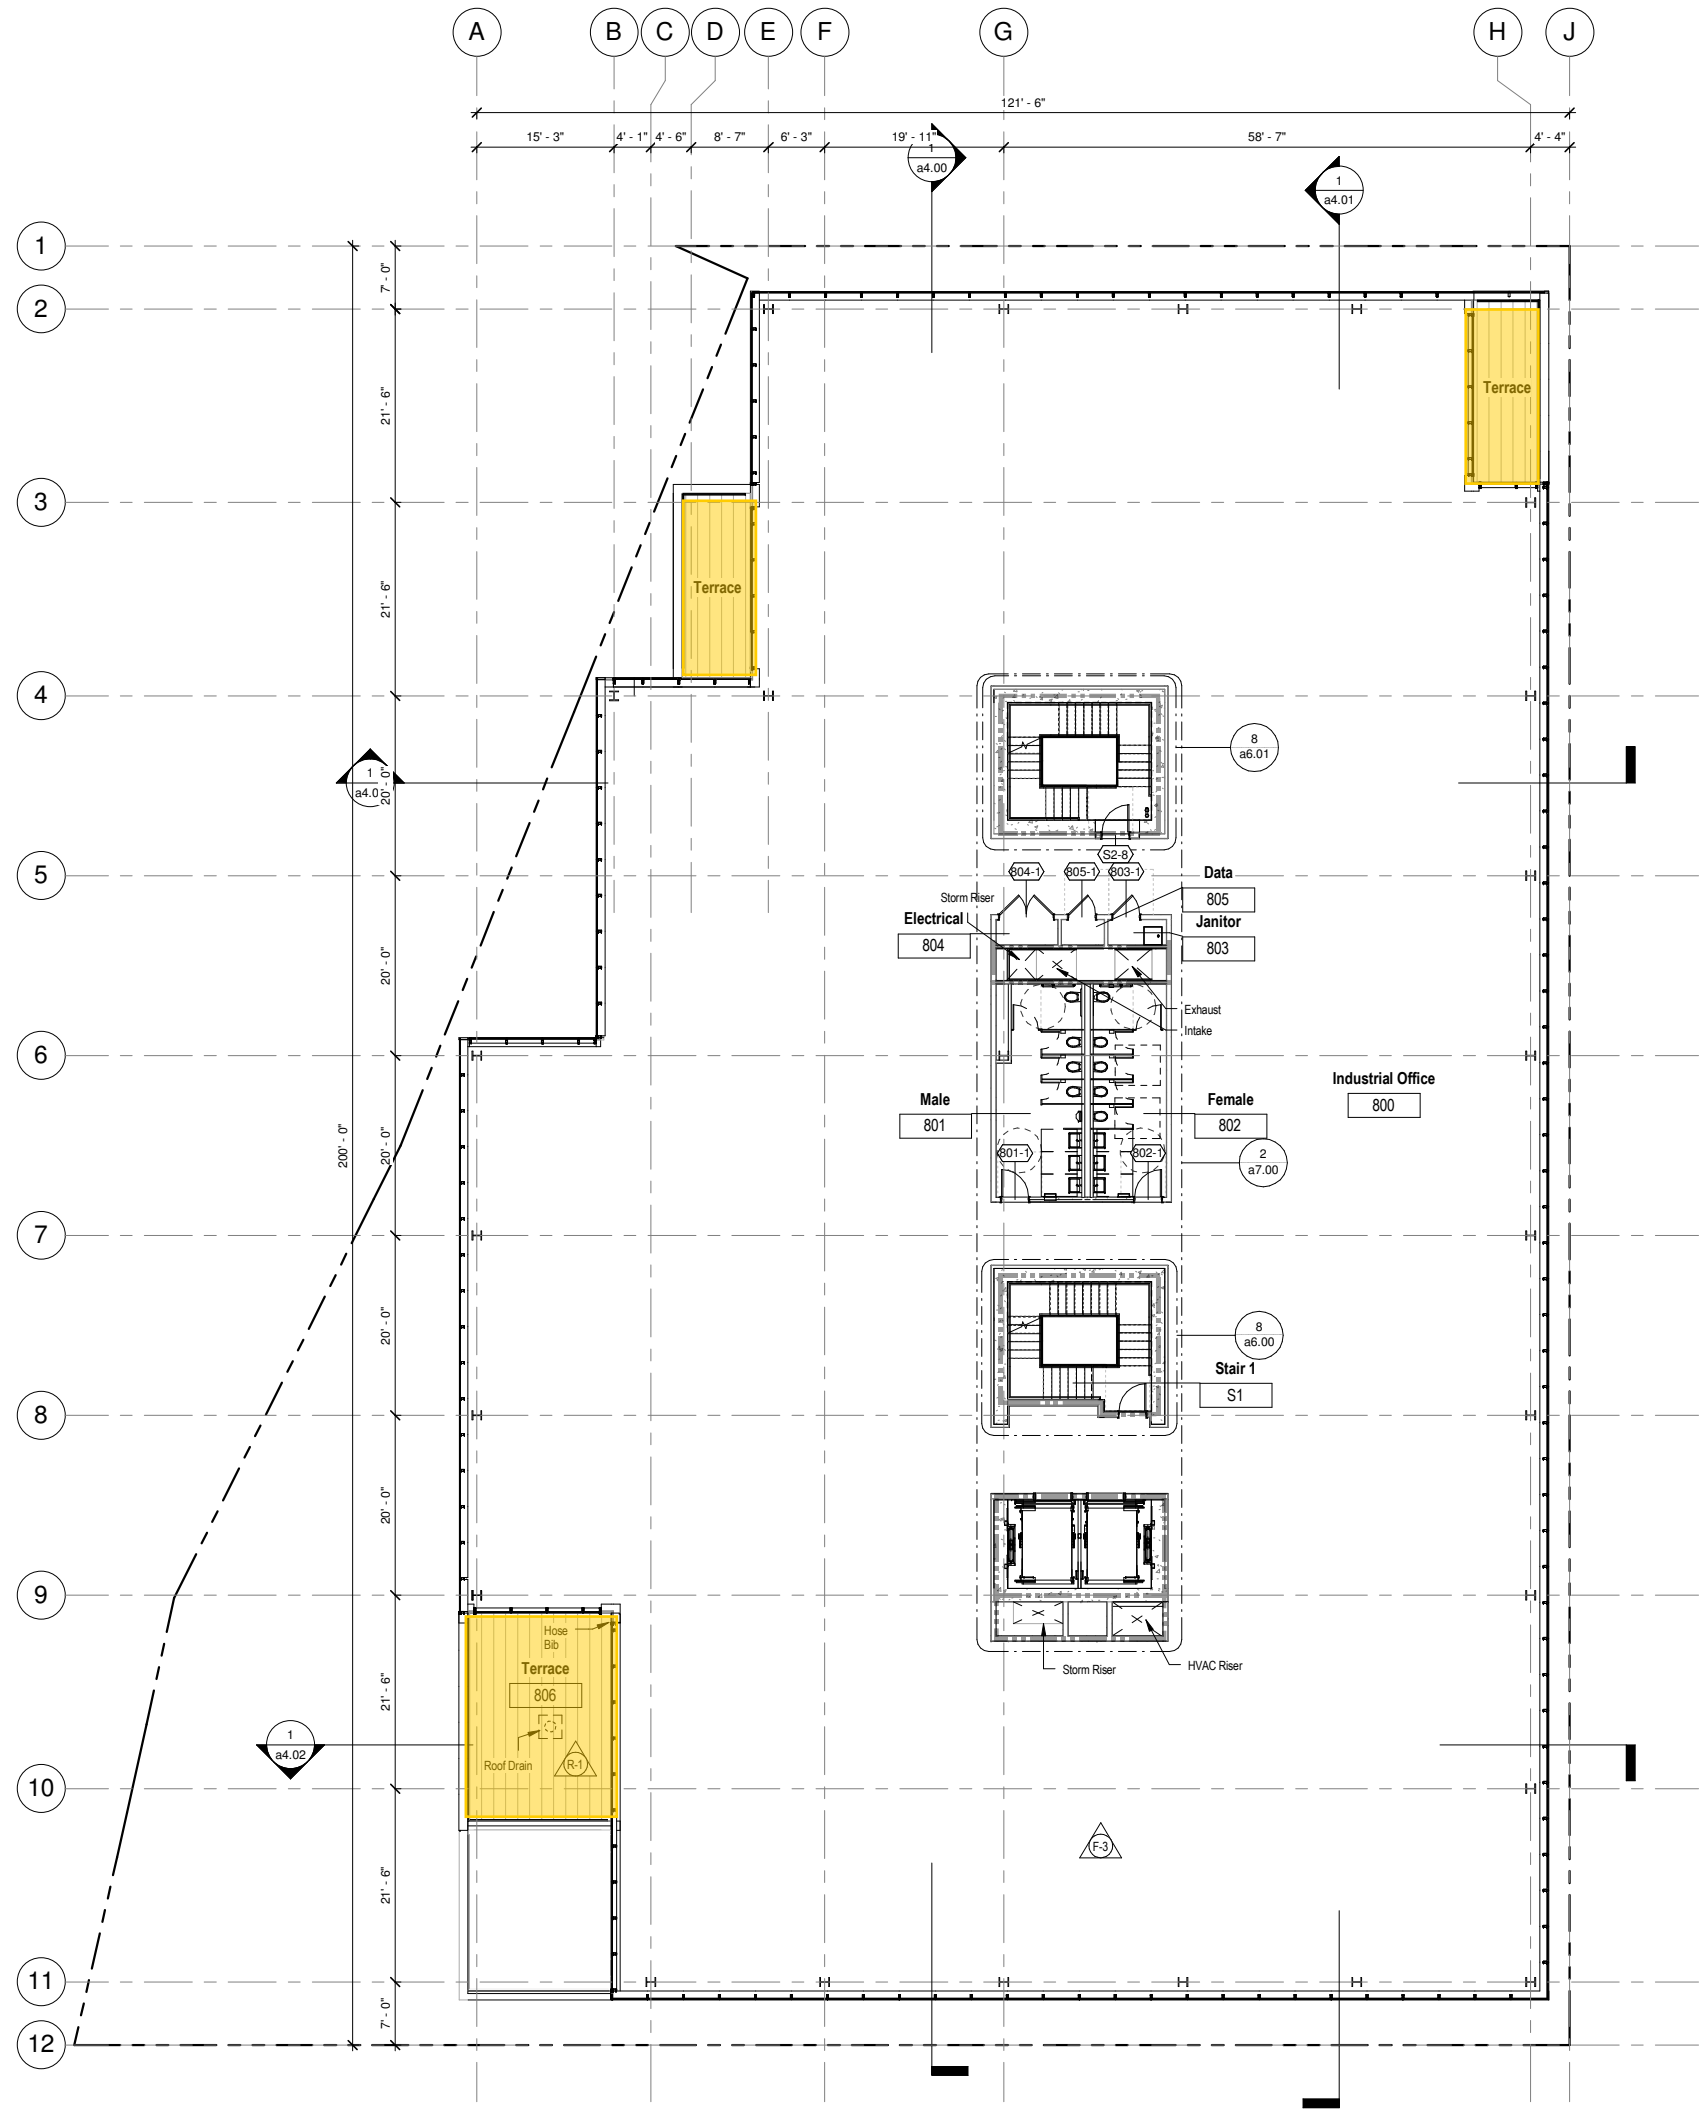 A B C D E F G H J
121' - 6"
15' - 3" 4' - 1" 4' - 6" 8' - 7" 6' - 3" 19' - 11" 58' - 7" 4' - 4"
1
a4.00
1
a4.01
1
7' - 0"
2
21' - 6"
Terrace
3
21' - 6"
Terrace
4
8
a6.01
1
20' - 0"
S2-8
5
804-1 805-1 803-1
Data
805
Storm Riser
Electrical
804
Janitor
803
20' - 0"
Exhaust
Intake
6
Industrial Office
800
Male
801
Female
802
200' - 0"
20' - 0"
801-1 802-1
2
a7.00
7
20' - 0"
8
a6.00
Stair 1
S1
8
20' - 0"
9
Hose
Bib
Terrace
806
Storm Riser
HVAC Riser
21' - 6"
1
a4.02
Roof Drain
R-1
10
F-3
21' - 6"
11
7' - 0"
12